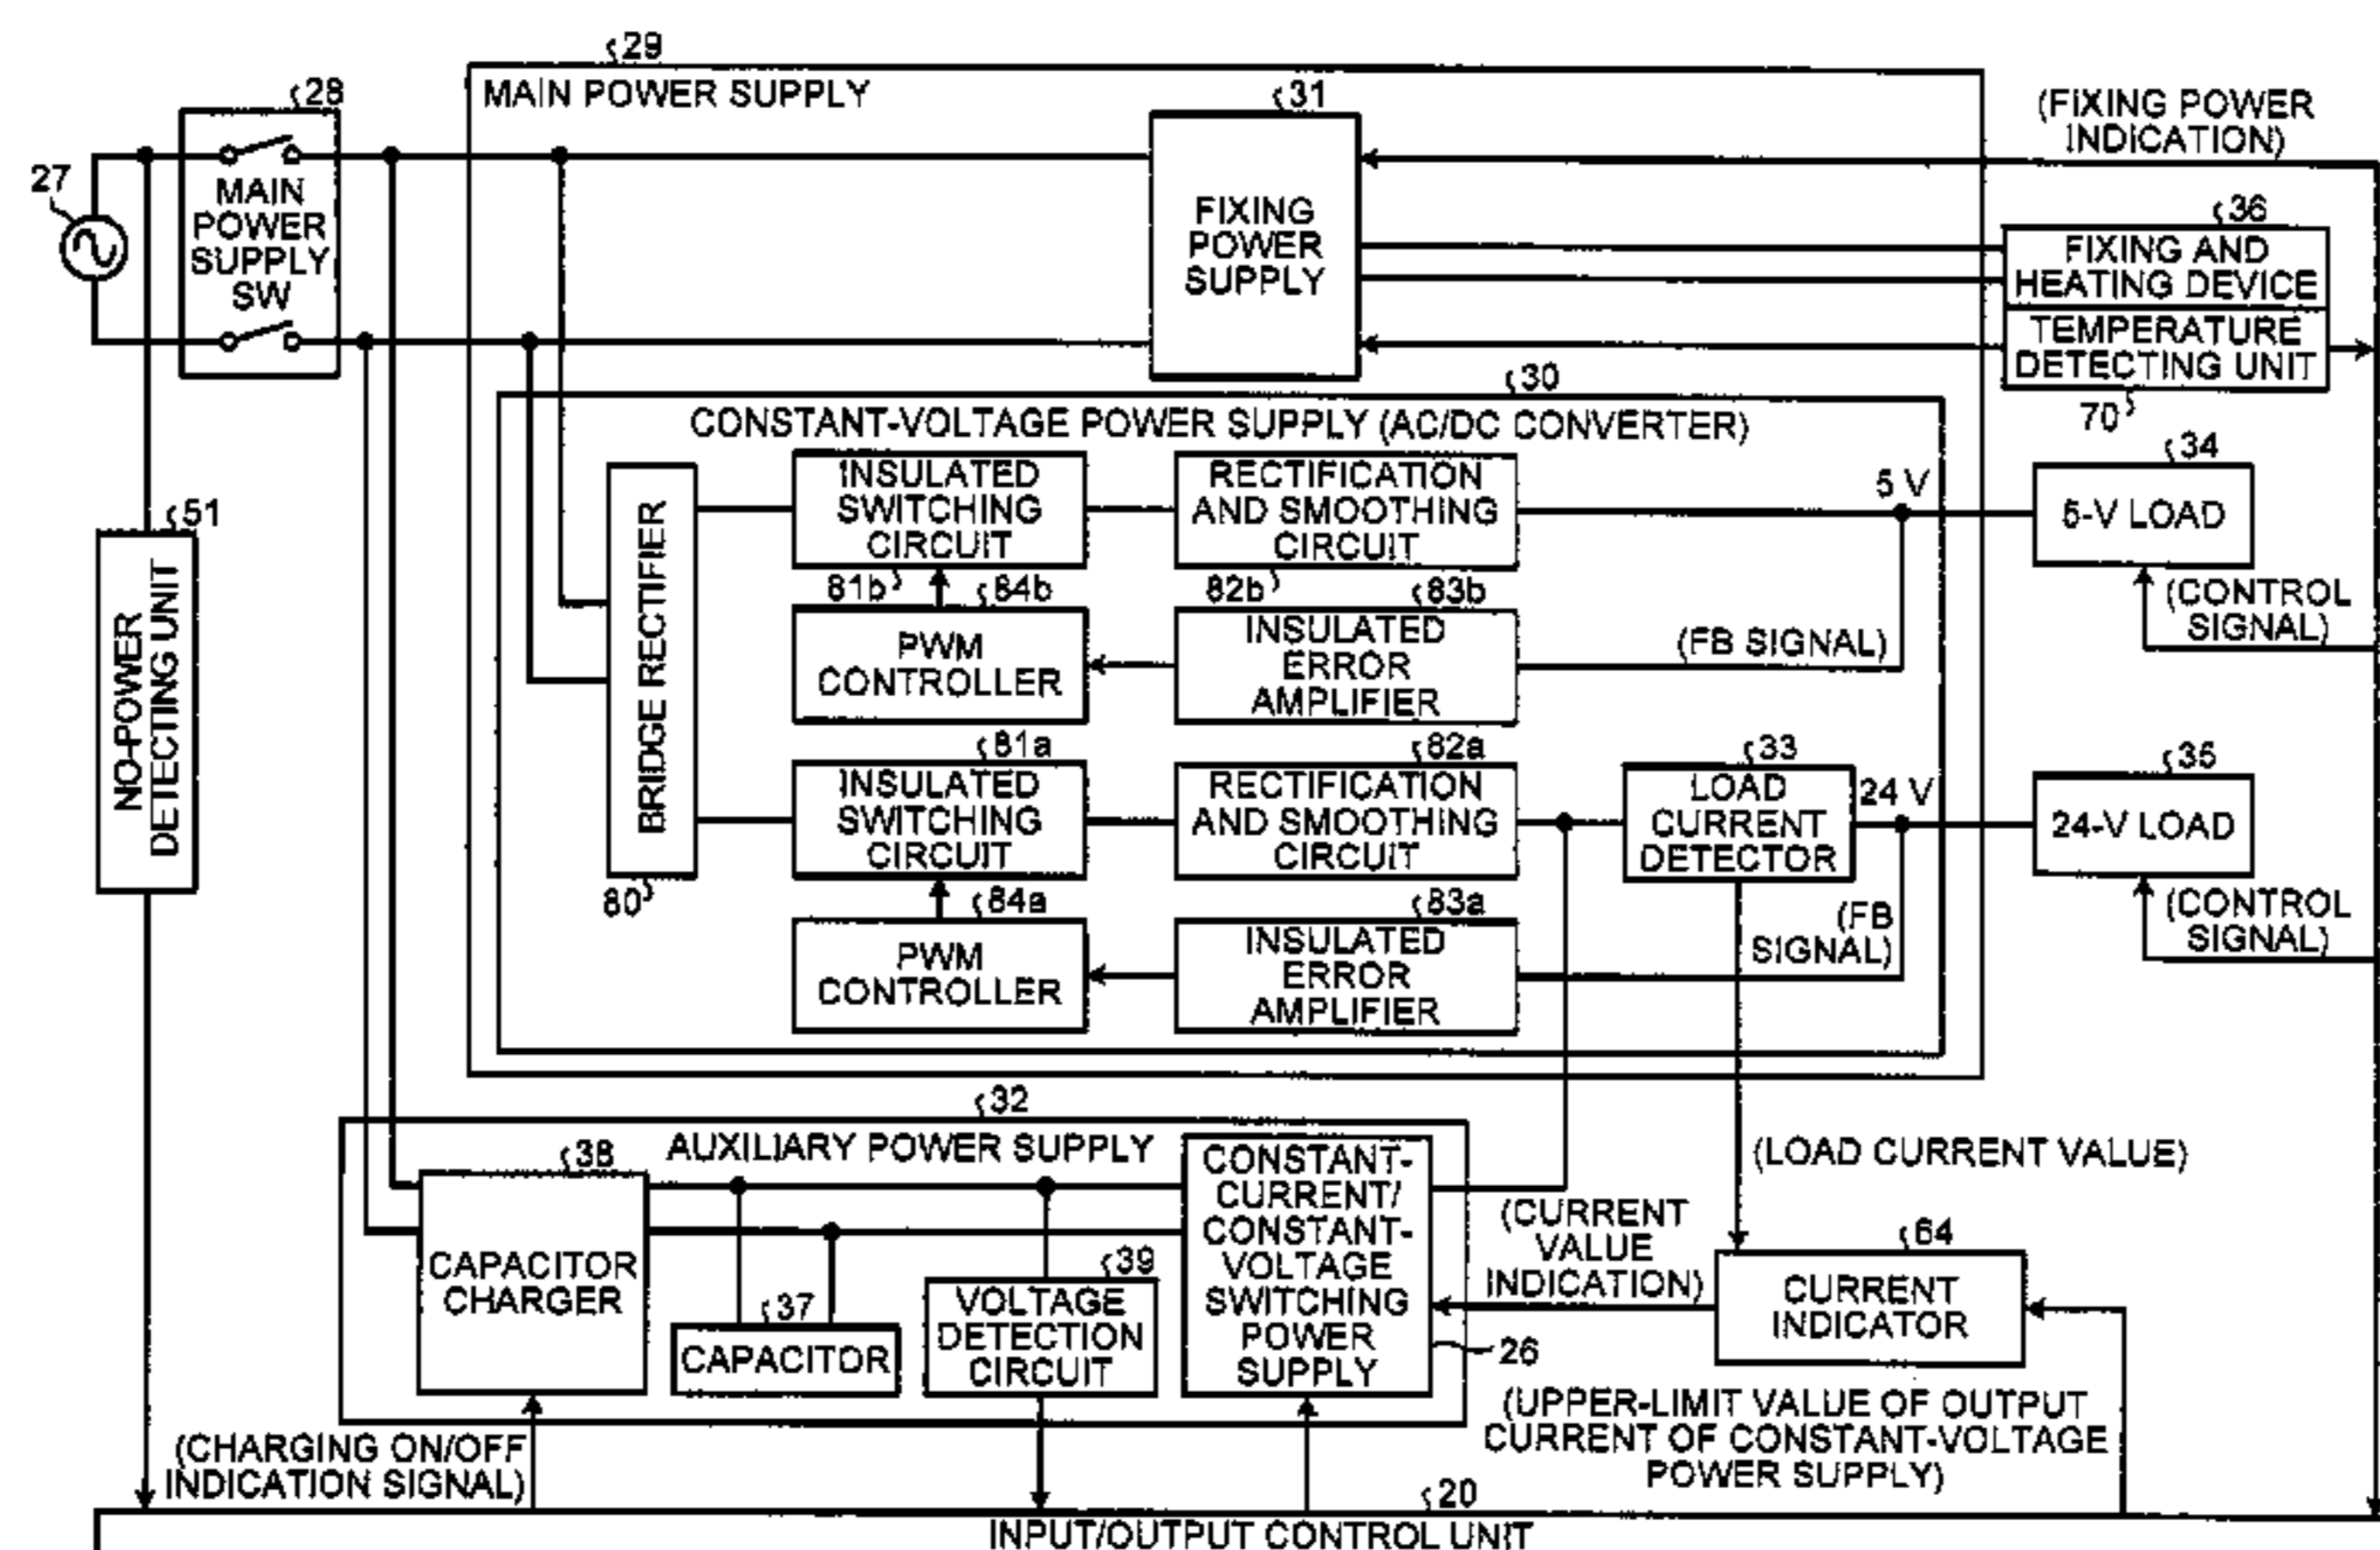 29
MAIN POWER SUPPLY
28
MAIN
POWER
SUPPLY
SW
27
31
FIXING
POWER
SUPPLY
(FIXING POWER
INDICATION)
36
FIXING AND
HEATING DEVICE
TEMPERATURE
DETECTING UNIT
70
30
CONSTANT-VOLTAGE POWER SUPPLY (AC/DC CONVERTER)
51
NO-POWER
DETECTING UNIT
BRIDGE RECTIFIER
80
INSULATED
SWITCHING
CIRCUIT
81b
RECTIFICATION
AND SMOOTHING
CIRCUIT
82b
5 V
34
5-V LOAD
(CONTROL
SIGNAL)
84b
PWM
CONTROLLER
83b
INSULATED
ERROR
AMPLIFIER
(FB SIGNAL)
81a
INSULATED
SWITCHING
CIRCUIT
82a
RECTIFICATION
AND SMOOTHING
CIRCUIT
33
LOAD
CURRENT
DETECTOR
24 V
35
24-V LOAD
(CONTROL
SIGNAL)
84a
PWM
CONTROLLER
83a
INSULATED
ERROR
AMPLIFIER
(FB
SIGNAL)
32
AUXILIARY POWER SUPPLY
38
CAPACITOR
CHARGER
37
CAPACITOR
39
VOLTAGE
DETECTION
CIRCUIT
CONSTANT-
CURRENT/
CONSTANT-
VOLTAGE
SWITCHING
POWER
SUPPLY
26
(LOAD CURRENT VALUE)
(CURRENT
VALUE
INDICATION)
64
CURRENT
INDICATOR
(UPPER-LIMIT VALUE OF OUTPUT
CURRENT OF CONSTANT-VOLTAGE
POWER SUPPLY)
(CHARGING ON/OFF
INDICATION SIGNAL)
20
INPUT/OUTPUT CONTROL UNIT